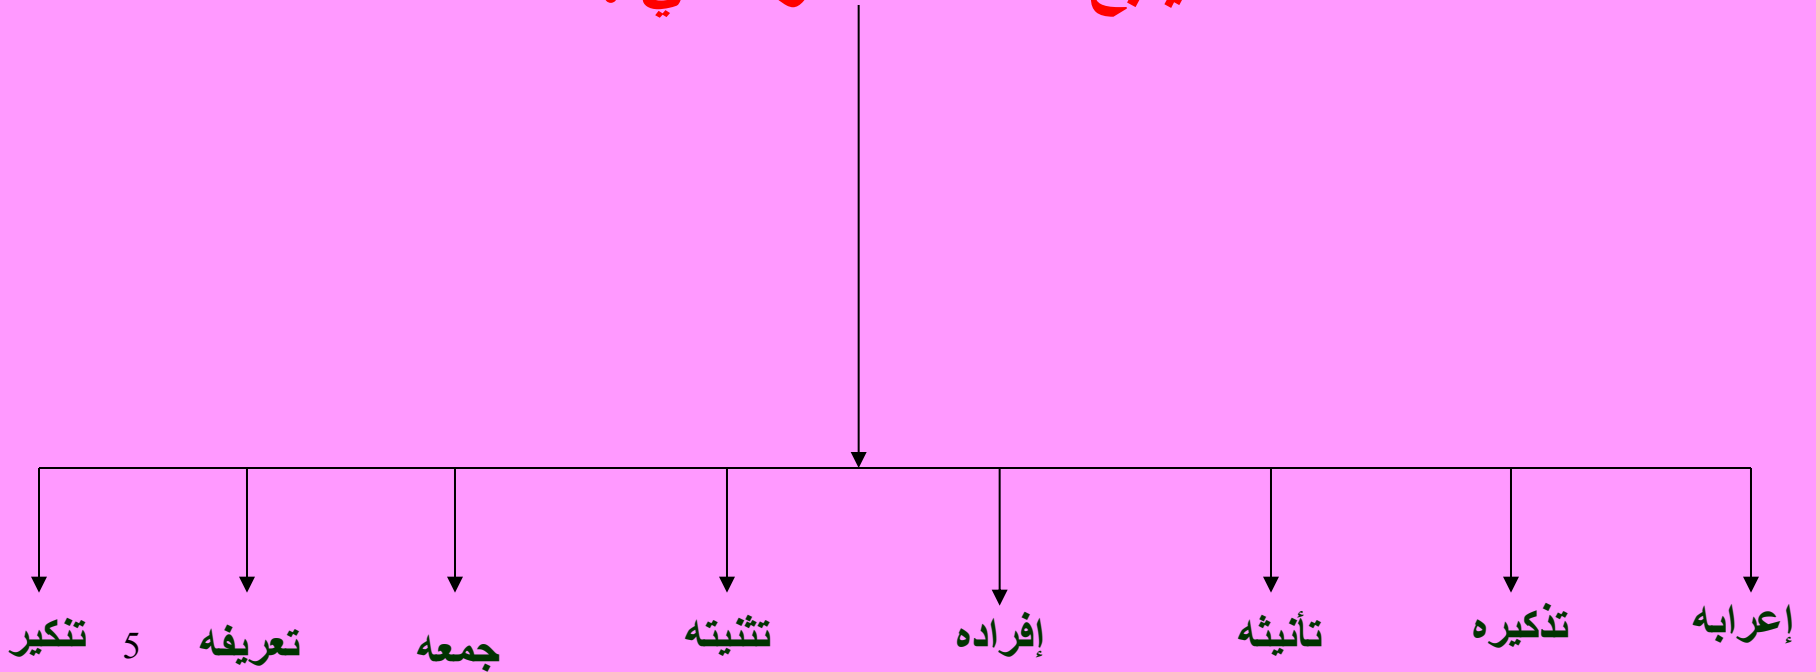 إعرابه
تذكيره
تأنيثه
إفراده
تثنيته
جمعه
تعريفه
5
تنكير